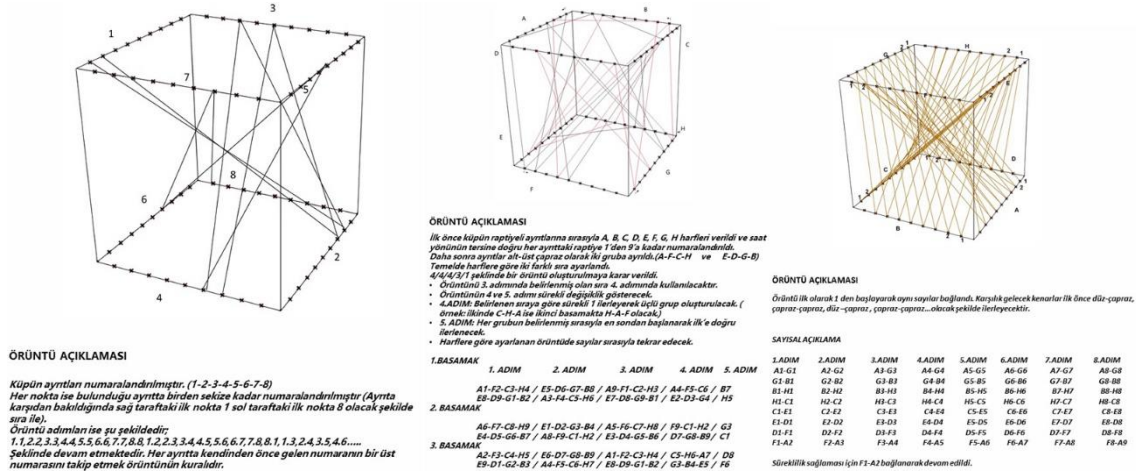 1
3
7
5
6
8
2
4
ÖRÜNTÜ AÇIKLAMASI
Küpün ayrıtları numaralandırılmıştır. (1-2-3-4-5-6-7-8)
Her nokta ise bulunduğu ayrıtta birden sekize kadar numaralandırılmıştır (Ayrıta
karşıdan bakıldığında sağ taraftaki ilk nokta 1 sol taraftaki ilk nokta 8 olacak şekilde
sıra ile).
Örüntü adımları ise şu şekildedir;
1.1,2.2,3.3,4.4,5.5,6.6,7.7,8.8,1.2,2.3,3.4,4.5,5.6,6.7,7.8,8.1,1.3,2.4,3.5,4.6.....
Şeklinde devam etmektedir. Her ayrıtta kendinden önce gelen numaranın bir üst
numarasını takip etmek örüntünün kuralıdır.
A
B
C
D
E
F
G
H
ÖRÜNTÜ AÇIKLAMASI
İlk önce küpün raptiyeli ayrıtlarına sırasıyla A, B, C, D, E, F, G, H harfleri verildi ve saat
yönünün tersine doğru her ayrıttaki raptiye 1'den 9'a kadar numaralandırıldı.
Daha sonra ayrıtlar alt-üst çapraz olarak iki gruba ayrıldı.(A-F-C-H ve E-D-G-B)
Temelde harflere göre iki farklı sıra ayarlandı.
4/4/4/3/1 şeklinde bir örüntü oluşturulmaya karar verildi.
• Örüntünü 3. adımında belirlenmiş olan sıra 4. adımında kullanılacaktır.
• Örüntünün 4 ve 5. adımı sürekli değişiklik gösterecek.
• 4.ADIM: Belirlenen sıraya göre sürekli 1 ilerleyerek üçlü grup oluşturulacak. (
örnek: ilkinde C-H-A ise ikinci basamakta H-A-F olacak.)
• 5. ADIM: Her grubun belirlenmiş sırasıyla en sondan başlanarak ilk'e doğru
ilerlenecek.
• Harflere göre ayarlanan örüntüde sayılar sırasıyla tekrar edecek.
1.BASAMAK
1. ADIM 2. ADIM 3. ADIM 4. ADIM 5. ADIM
A1-F2-C3-H4 / E5-D6-G7-B8 / A9-F1-C2-H3 / A4-F5-C6 / B7
E8-D9-G1-B2 / A3-F4-C5-H6 / E7-D8-G9-B1 / E2-D3-G4 / H5
2. BASAMAK
A6-F7-C8-H9 / E1-D2-G3-B4 / A5-F6-C7-H8 / F9-C1-H2 / G3
E4-D5-G6-B7 / A8-F9-C1-H2 / E3-D4-G5-B6 / D7-G8-B9 / C1
3. BASAMAK
A2-F3-C4-H5 / E6-D7-G8-B9 / A1-F2-C3-H4 / C5-H6-A7 / D8
E9-D1-G2-B3 / A4-F5-C6-H7 / E8-D9-G1-B2 / G3-B4-E5 / F6
G
H
E
C
D
B
A
ÖRÜNTÜ AÇIKLAMASI
Örüntü ilk olarak 1 den başlayarak aynı sayılar bağlandı. Karşılık gelecek kenarlar ilk önce düz-çapraz,
çapraz-çapraz, düz –çapraz , çapraz-çapraz...olacak şekilde ilerleyecektir.
SAYISAL AÇIKLAMA
1.ADIM 2.ADIM 3.ADIM 4.ADIM 5.ADIM 6.ADIM 7.ADIM 8.ADIM
A1-G1 A2-G2 A3-G3 A4-G4 A5-G5 A6-G6 A7-G7 A8-G8
G1-B1 G2-B2 G3-B3 G4-B4 G5-B5 G6-B6 G7-B7 G8-B8
B1-H1 B2-H2 B3-H3 B4-H4 B5-H5 B6-H6 B7-H7 B8-H8
H1-C1 H2-C2 H3-C3 H4-C4 H5-C5 H6-C6 H7-C7 H8-C8
C1-E1 C2-E2 C3-E3 C4-E4 C5-E5 C6-E6 C7-E7 C8-E8
E1-D1 E2-D2 E3-D3 E4-D4 E5-D5 E6-D6 E7-D7 E8-D8
D1-F1 D2-F2 D3-F3 D4-F4 D5-F5 D6-F6 D7-F7 D8-F8
F1-A2 F2-A3 F3-A4 F4-A5 F5-A6 F6-A7 F7-A8 F8-A9
Süreklilik sağlaması için F1-A2 bağlanarak devam edildi.